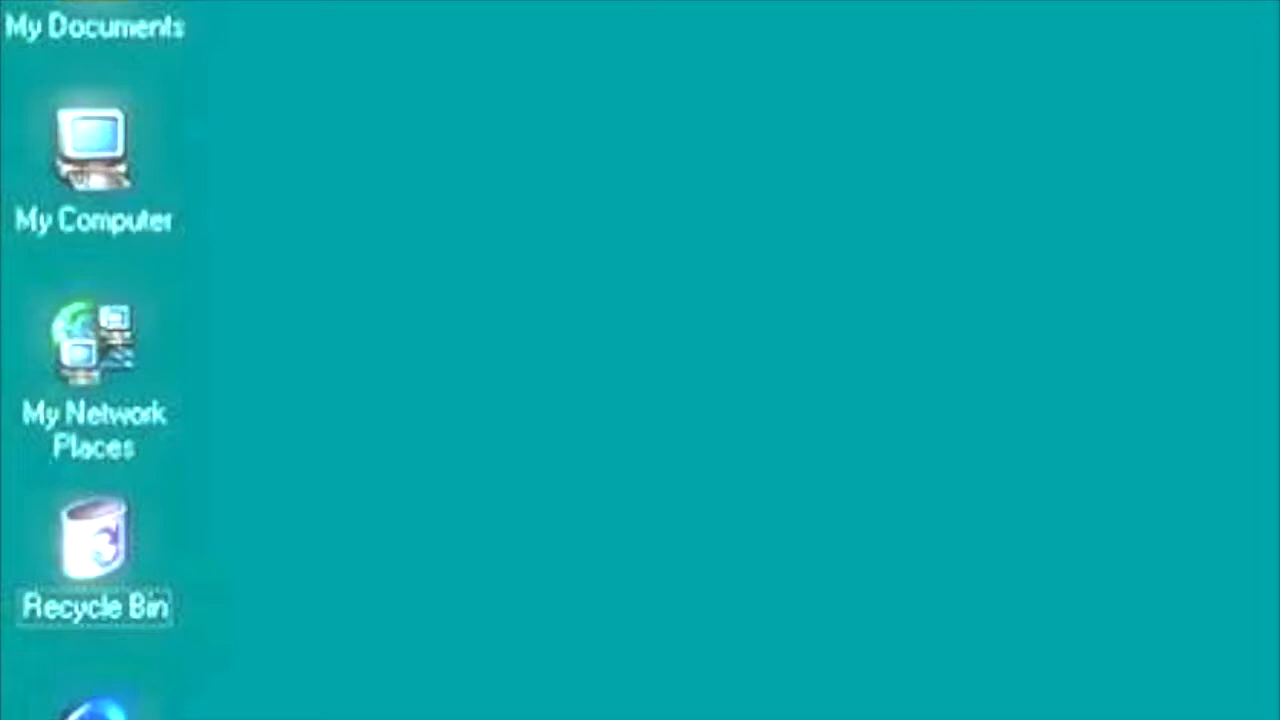 My Documents
My Computer
My Network
Places
Recycle Bin